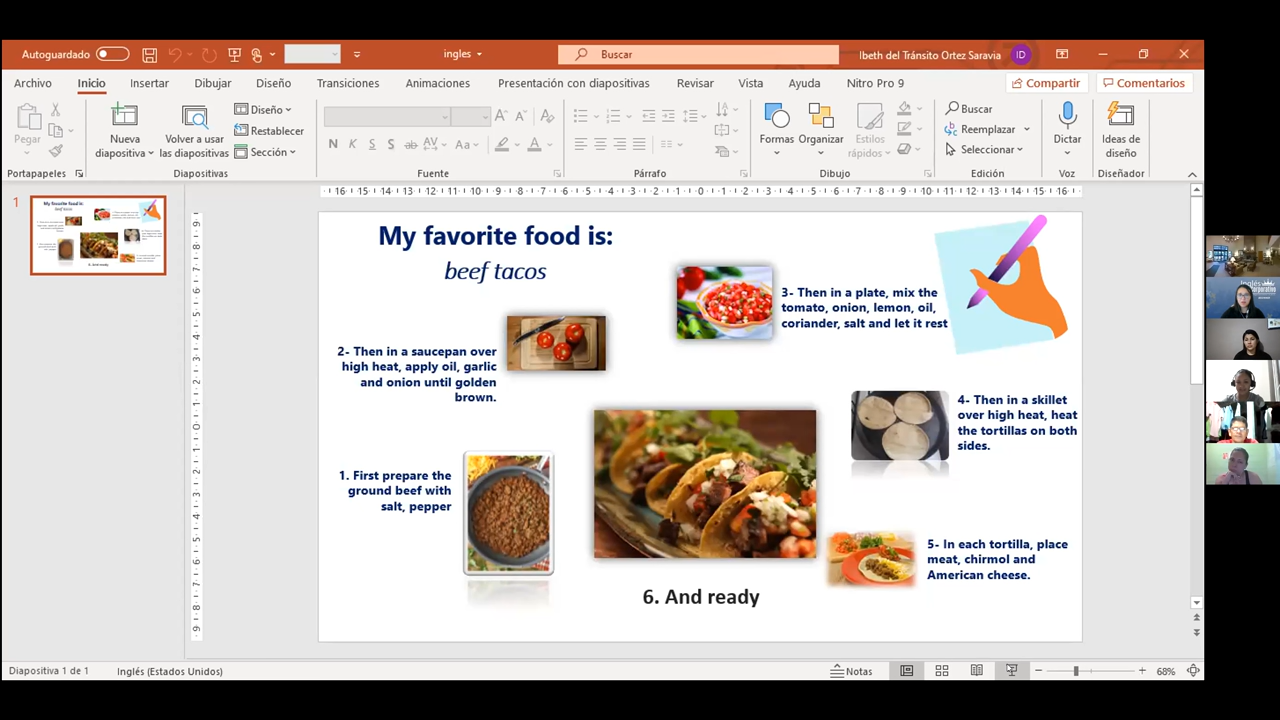 Autoguardado
ingles
Buscar
Ibeth del Tránsito Ortez Saravia
ID
Archivo
Inicio
Insertar
Dibujar
Diseño
Transiciones
Animaciones
Presentación con diapositivas
Revisar
Vista
Ayuda
Nitro Pro 9
Compartir
Comentarios
Pegar
Nueva
diapositiva
Volver a usar
las diapositivas
Diseño
Restablecer
Sección
Formas
Organizar
Estilos
rápidos
Buscar
Reemplazar
Seleccionar
Dictar
Ideas de
diseño
Portapapeles
Diapositivas
Fuente
Párrafo
Dibujo
Edición
Voz
Diseñador
1
My favorite food is:
beef tacos
3- Then in a plate, mix the
tomato, onion, lemon, oil,
coriander, salt and let it rest
2- Then in a saucepan over
high heat, apply oil, garlic
and onion until golden
brown.
4- Then in a skillet
over high heat, heat
the tortillas on both
sides.
1. First prepare the
ground beef with
salt, pepper
5- In each tortilla, place
meat, chirmol and
American cheese.
6. And ready
Diapositiva 1 de 1
Inglés (Estados Unidos)
Notas
68%